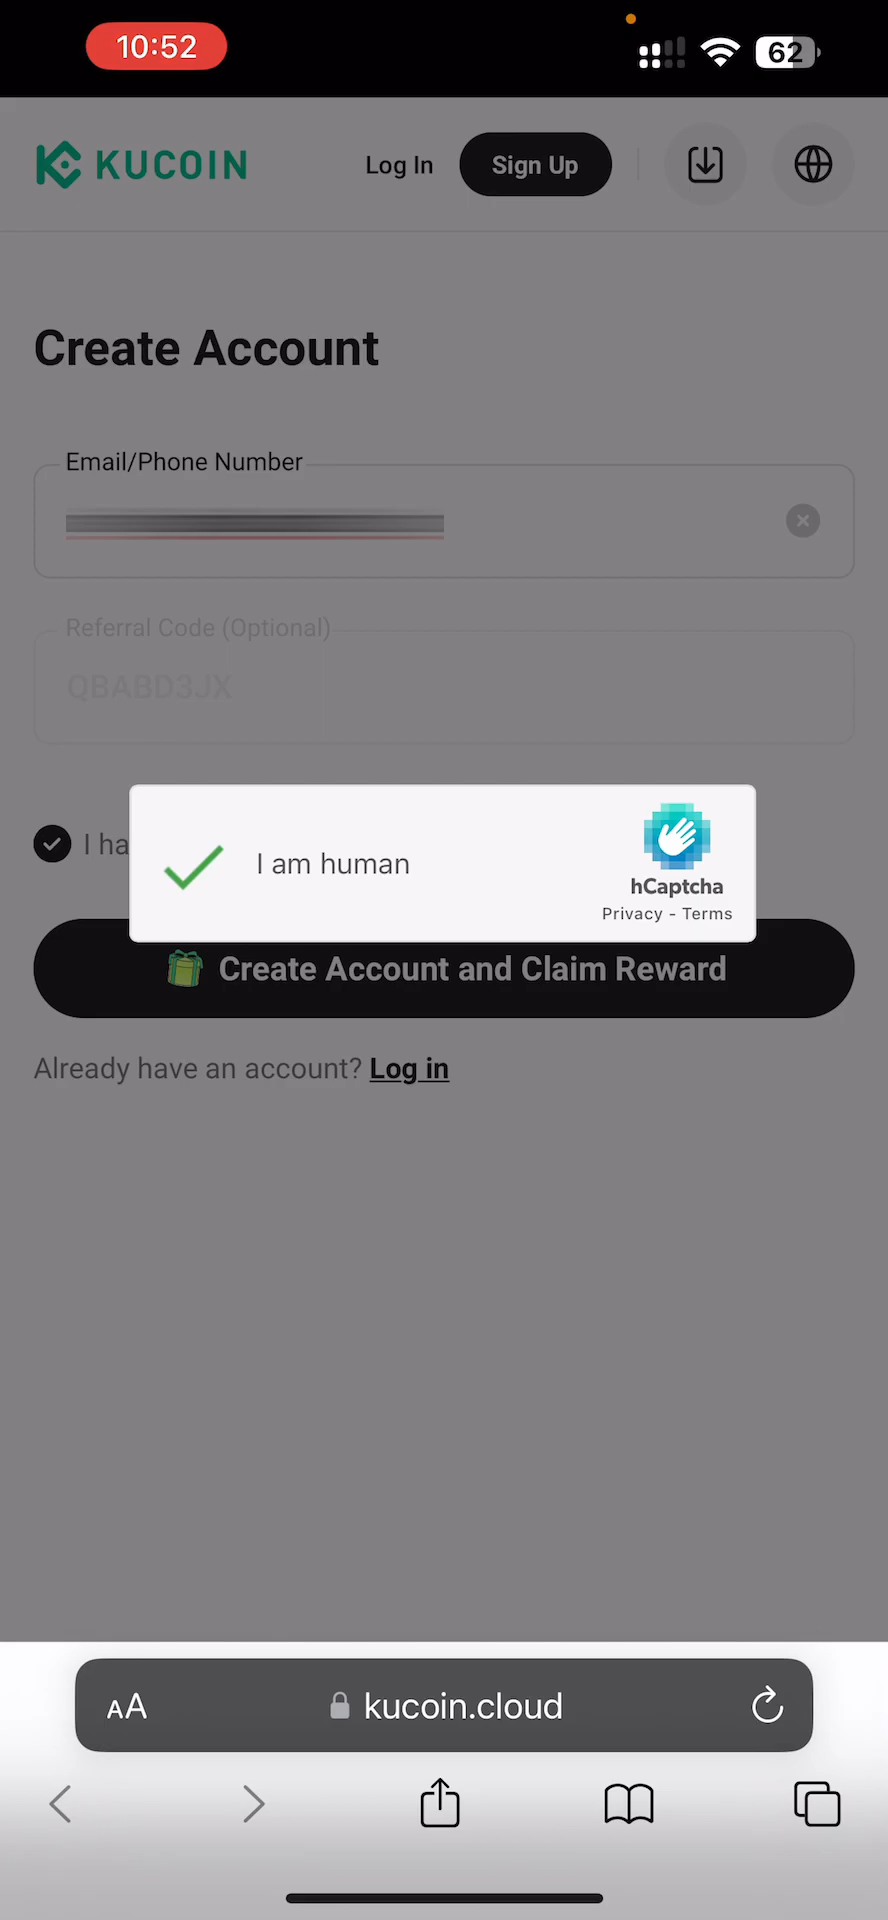 10:52
62
KUCOIN
Log In
Sign Up
Create Account
Email/Phone Number
Referral Code (Optional)
QBABD3JX
I ha
I am human
hCaptcha
Privacy - Terms
Create Account and Claim Reward
Already have an account? Log in
AA
kucoin.cloud